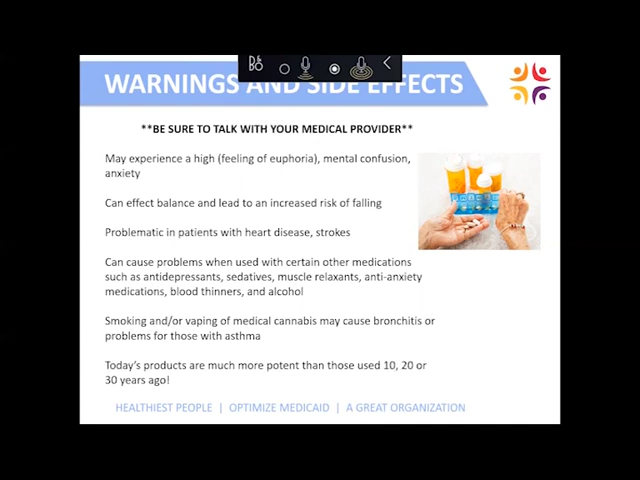 WARNINGS AND SIDE EFFECTS
**BE SURE TO TALK WITH YOUR MEDICAL PROVIDER**
May experience a high (feeling of euphoria), mental confusion,
anxiety
Can effect balance and lead to an increased risk of falling
Problematic in patients with heart disease, strokes
Can cause problems when used with certain other medications
such as antidepressants, sedatives, muscle relaxants, anti-anxiety
medications, blood thinners, and alcohol
Smoking and/or vaping of medical cannabis may cause bronchitis or
problems for those with asthma
Today's products are much more potent than those used 10, 20 or
30 years ago!
HEALTHIEST PEOPLE | OPTIMIZE MEDICAID | A GREAT ORGANIZATION